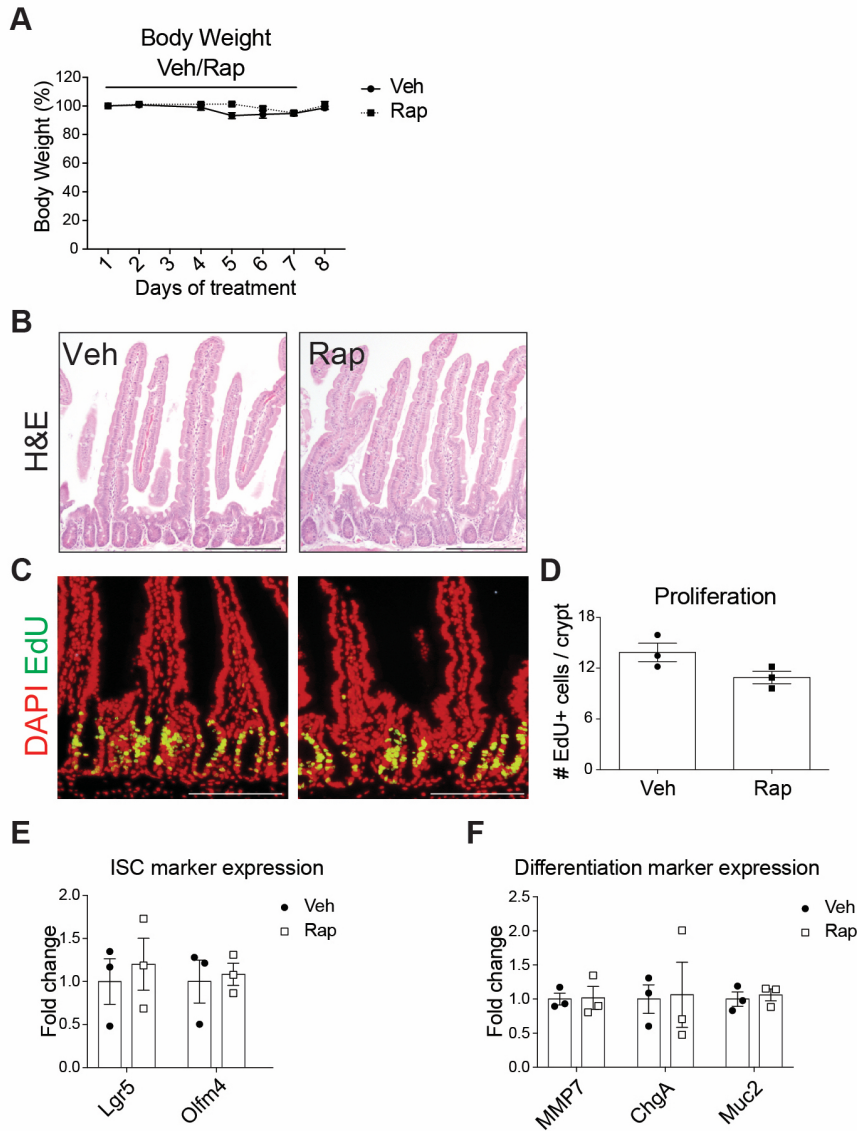 A
Body Weight
Veh/Rap
Body Weight (%)
120
100
80
60
40
20
0
1 2 3 4 5 6 7 8
Days of treatment
Veh
Rap
B
H&E
Veh
Rap
C
DAPI EdU
D
Proliferation
# EdU+ cells / crypt
18
12
6
0
Veh Rap
E
ISC marker expression
Fold change
2.0
1.5
1.0
0.5
0.0
Lgr5 Olfm4
Veh
Rap
F
Differentiation marker expression
Fold change
2.5
2.0
1.5
1.0
0.5
0.0
MMP7 ChgA Muc2
Veh
Rap